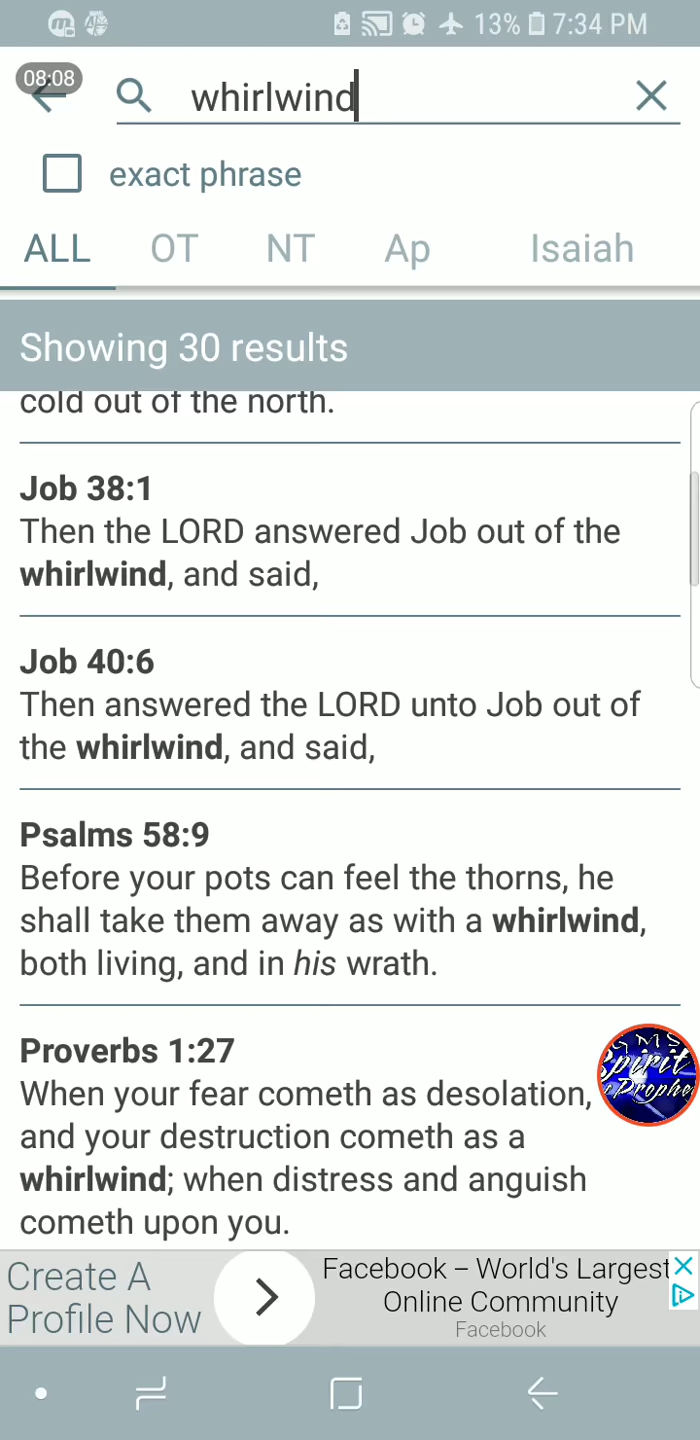 13% 7:34 PM
08:08
whirlwind
exact phrase
ALL OT NT Ap Isaiah
Showing 30 results
cold out of the north.
Job 38:1
Then the LORD answered Job out of the
whirlwind, and said,
Job 40:6
Then answered the LORD unto Job out of
the whirlwind, and said,
Psalms 58:9
Before your pots can feel the thorns, he
shall take them away as with a whirlwind,
both living, and in his wrath.
Proverbs 1:27
When your fear cometh as desolation,
and your destruction cometh as a
whirlwind; when distress and anguish
cometh upon you.
GMS
Spirit
Prophe
Create A
Profile Now
Facebook – World's Largest
Online Community
Facebook